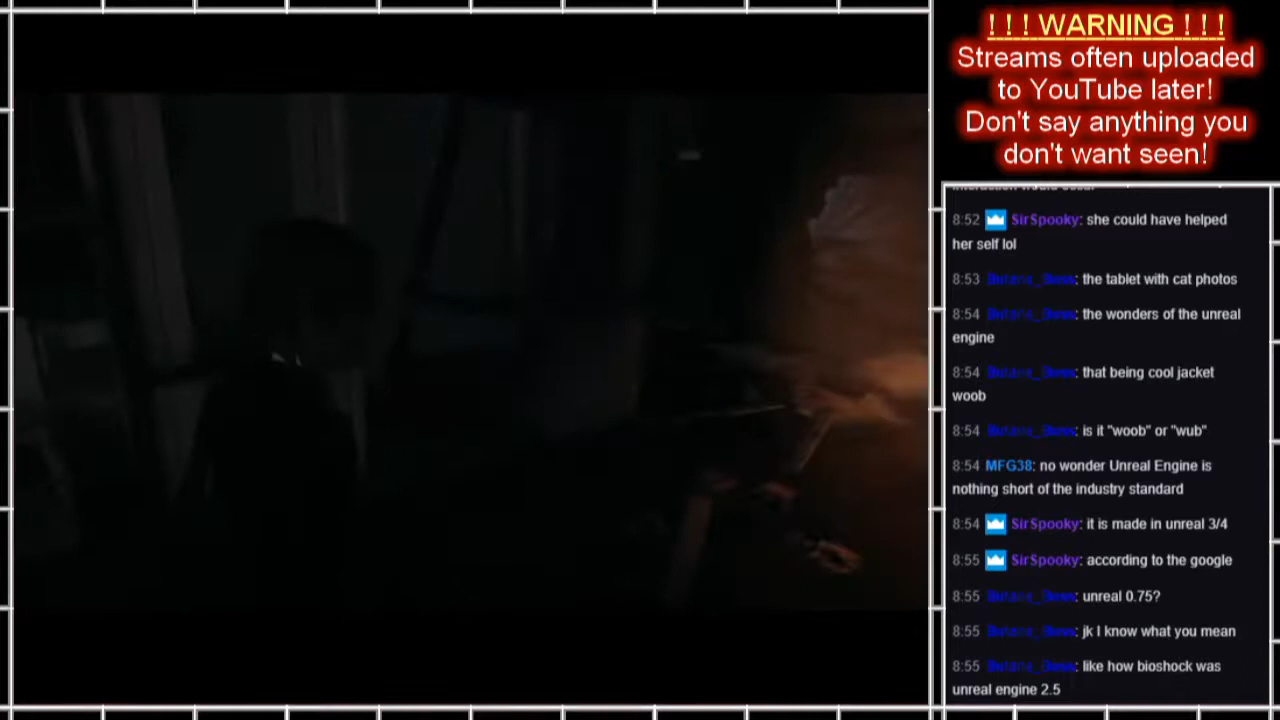 ! ! ! WARNING ! ! !
Streams often uploaded
to YouTube later!
Don't say anything you
don't want seen!
8:52 SirSpooky: she could have helped
her self lol
8:53 : the tablet with cat photos
8:54 : the wonders of the unreal
engine
8:54 : that being cool jacket
woob
8:54 : is it "woob" or "wub"
8:54 MFG38: no wonder Unreal Engine is
nothing short of the industry standard
8:54 SirSpooky: it is made in unreal 3/4
8:55 SirSpooky: according to the google
8:55 : unreal 0.75?
8:55 : jk I know what you mean
8:55 : like how bioshock was
unreal engine 2.5